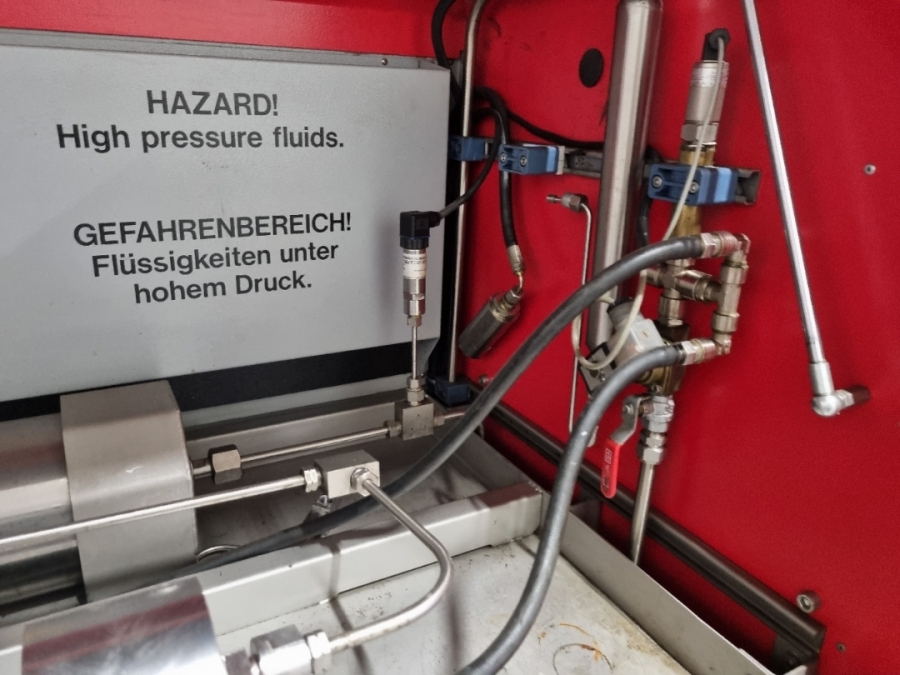 HAZARD!
High pressure fluids.
GEFAHRENBEREICH!
Flüssigkeiten unter
hohem Druck.